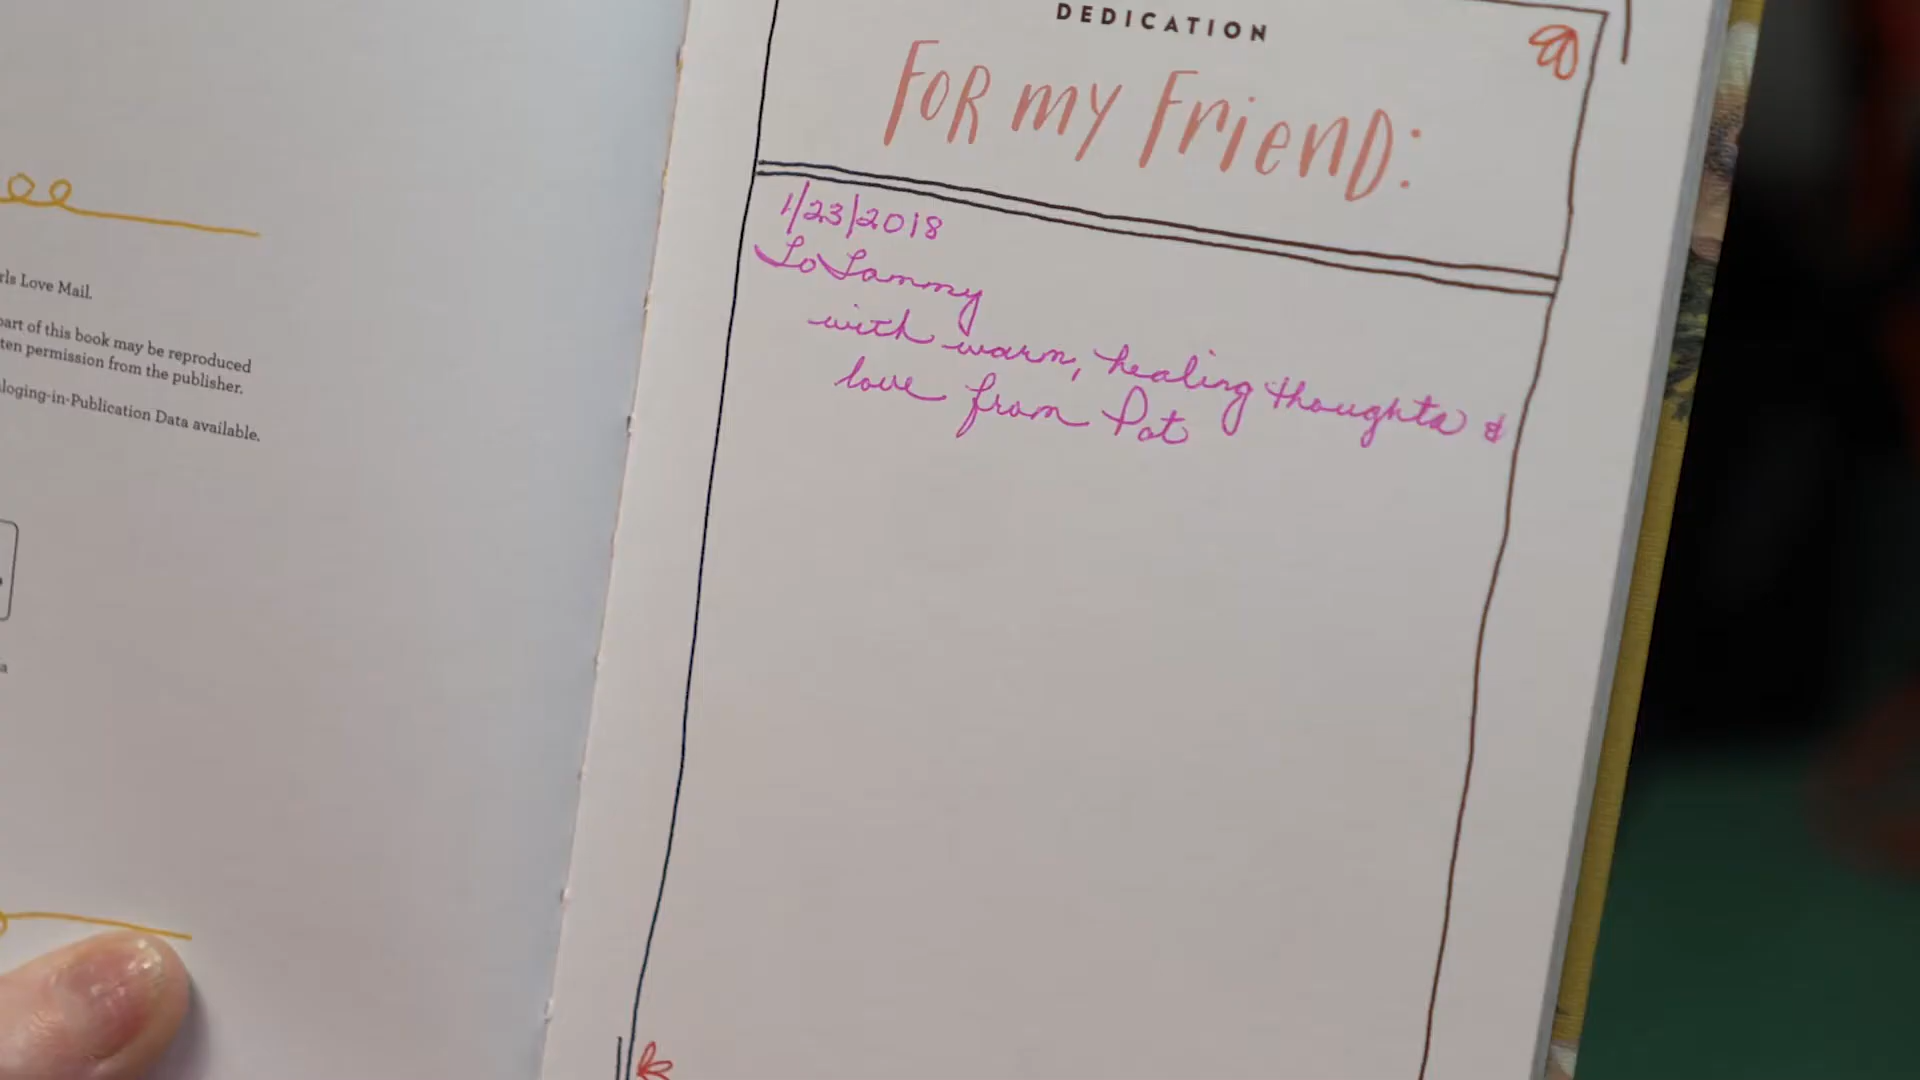 rls Love Mail.
part of this book may be reproduced
ten permission from the publisher.
loging-in-Publication Data available.
a
DEDICATION
FOR MY FRIEND:
1/23/2018
To Tammy
with warm, healing thoughts &
love from Pat